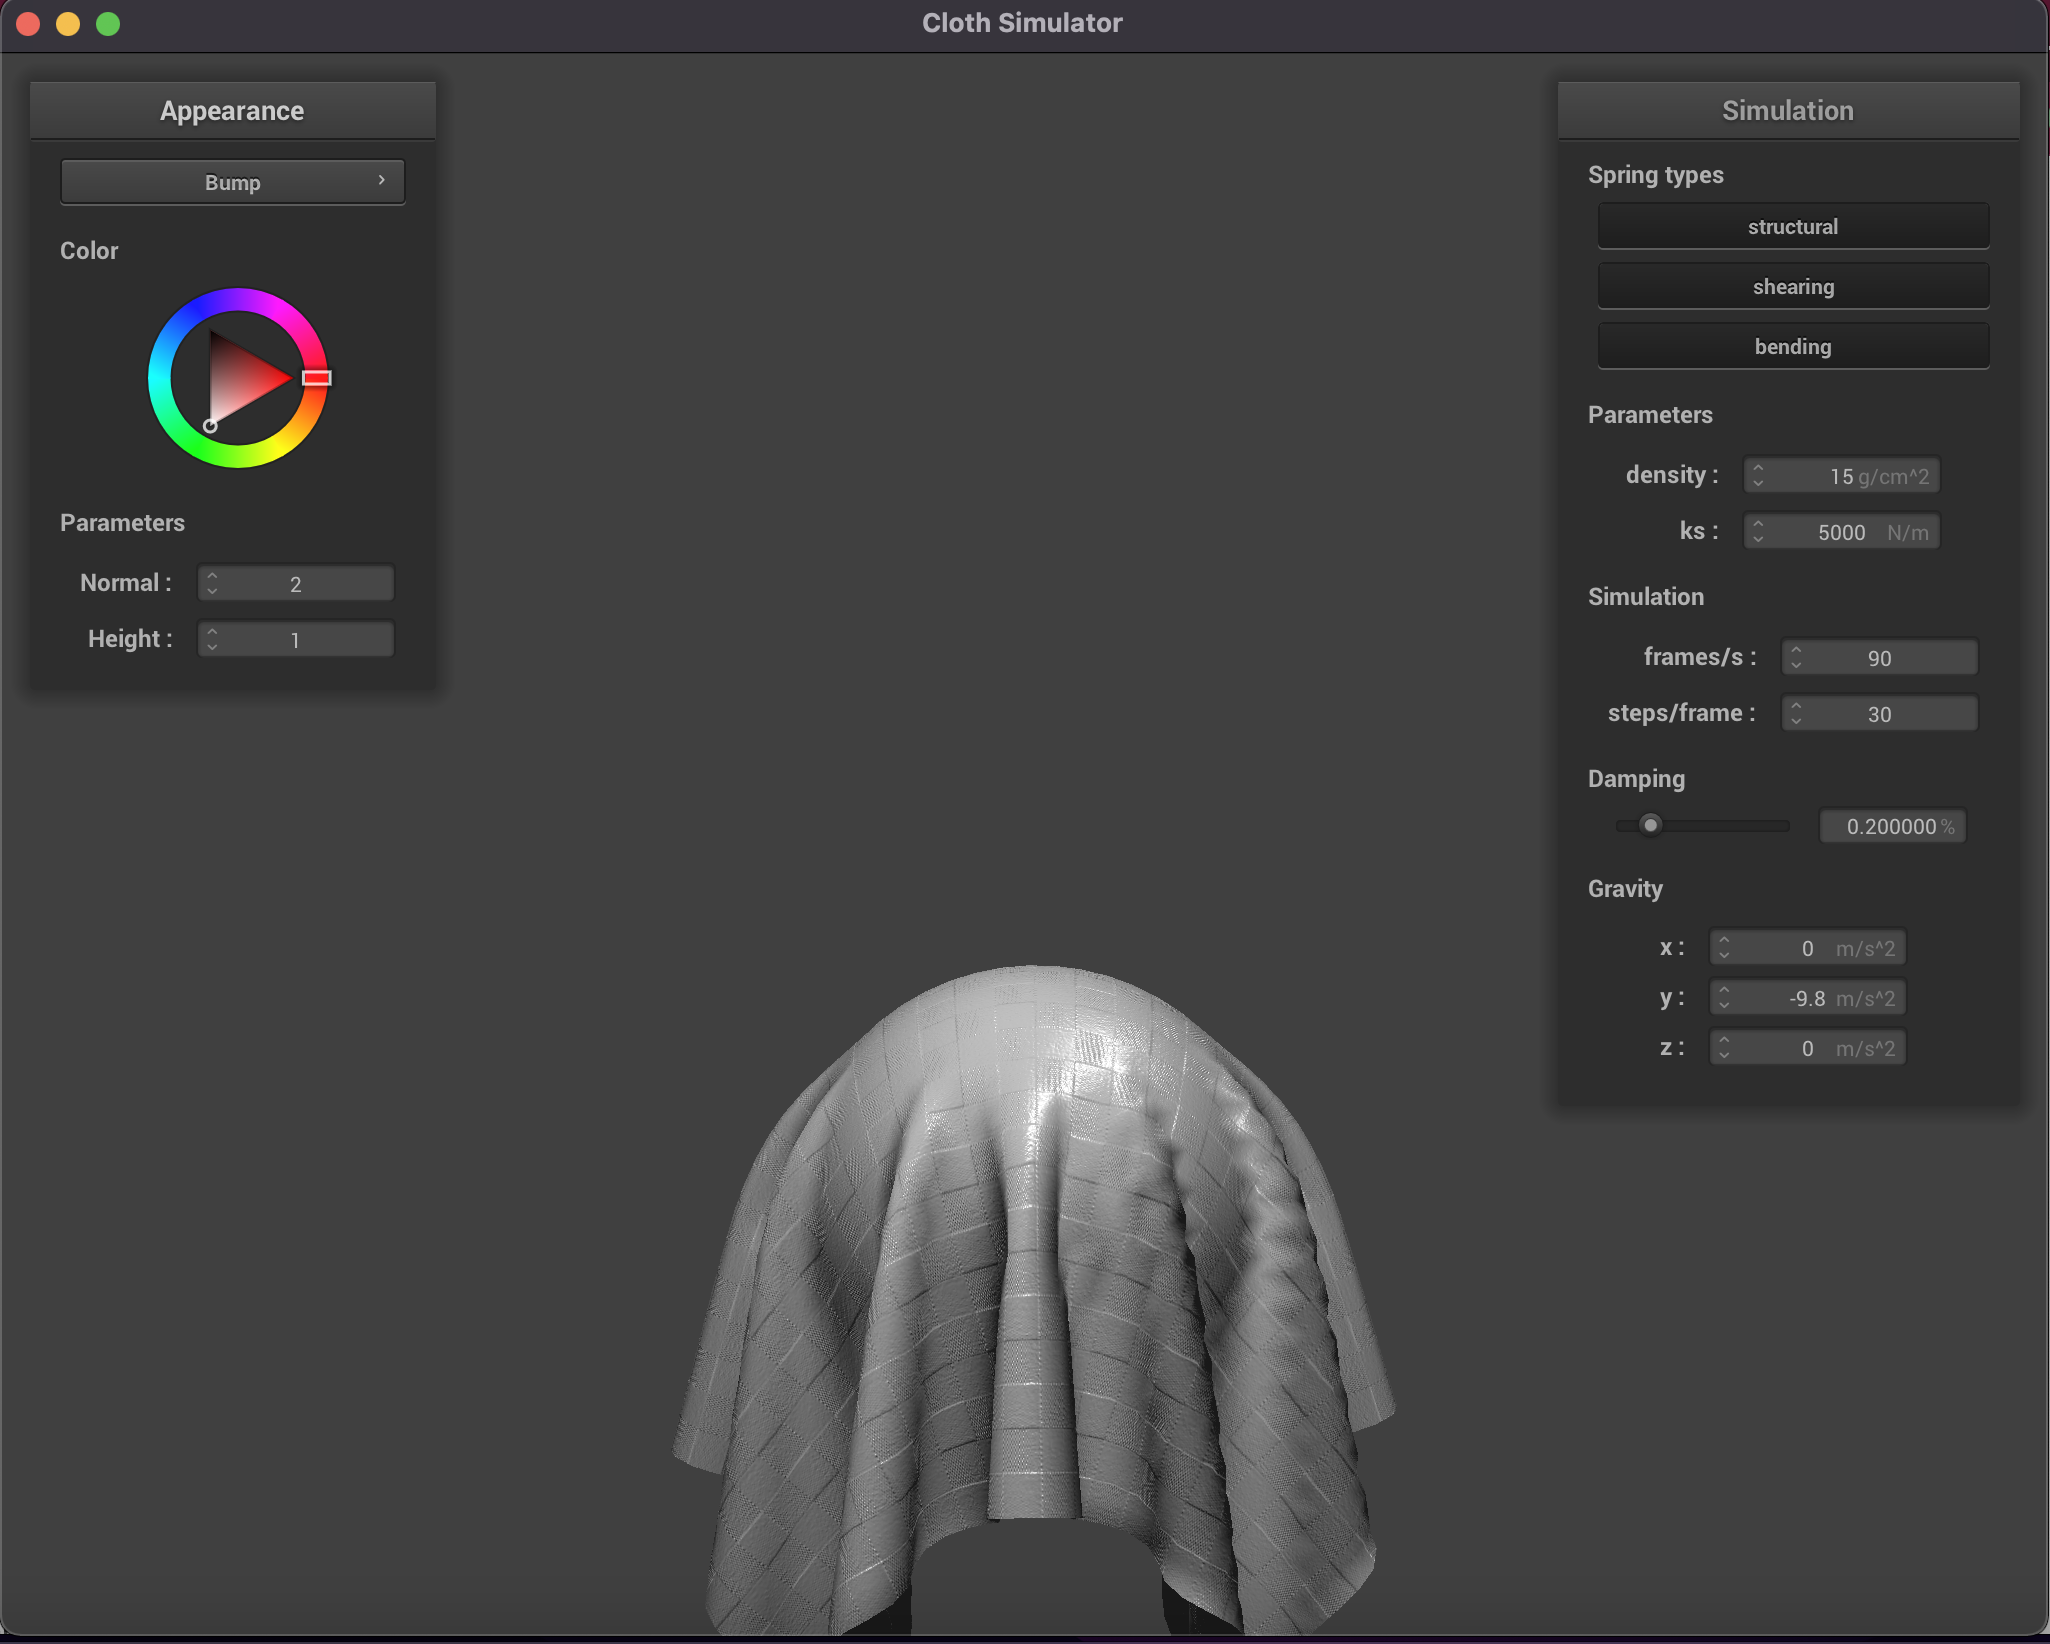 Cloth Simulator
Appearance
Bump
Color
Parameters
Normal : 2
Height : 1
Simulation
Spring types
structural
shearing
bending
Parameters
density : 15 g/cm^2
ks : 5000 N/m
Simulation
frames/s : 90
steps/frame : 30
Damping
0.200000 %
Gravity
x : 0 m/s^2
y : -9.8 m/s^2
z : 0 m/s^2